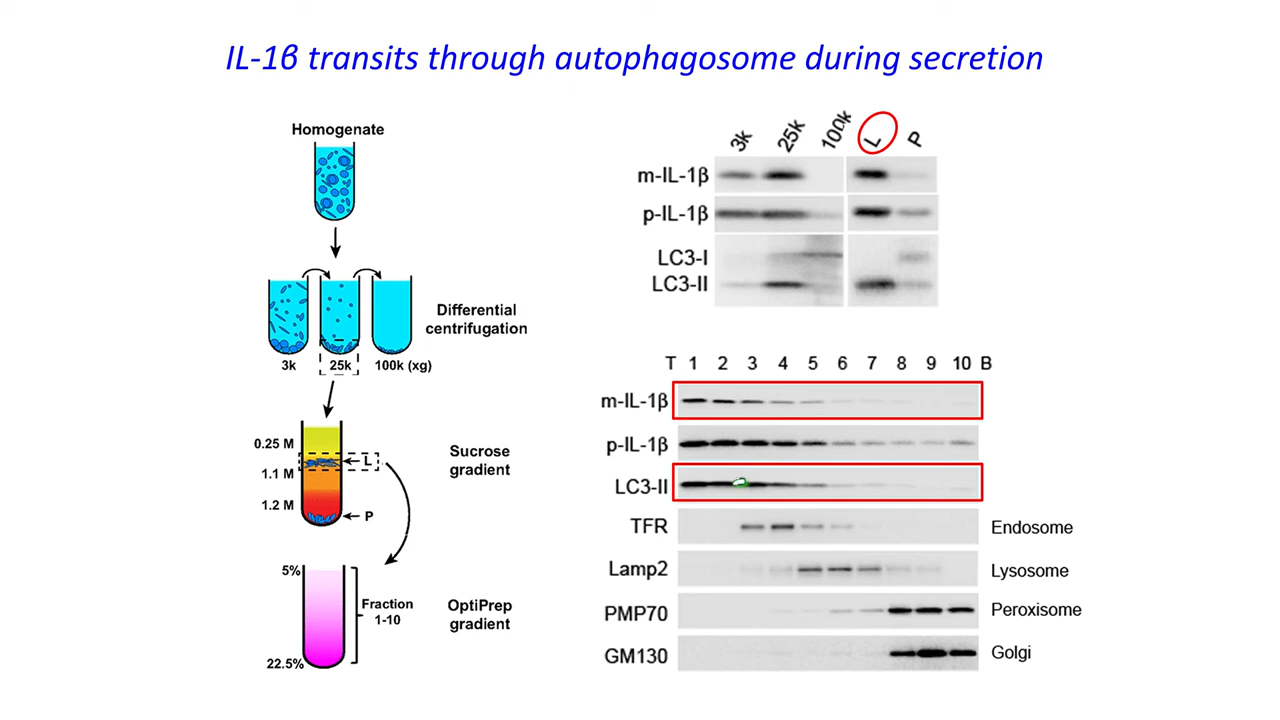 IL-1β transits through autophagosome during secretion
Homogenate
Differential
centrifugation
3k 25k 100k (xg)
0.25 M
L
1.1 M
Sucrose
gradient
1.2 M
P
5%
Fraction
1-10
OptiPrep
gradient
22.5%
3k 25k 100k L P
m-IL-1β
p-IL-1β
LC3-I
LC3-II
T 1 2 3 4 5 6 7 8 9 10 B
m-IL-1β
p-IL-1β
LC3-II
TFR Endosome
Lamp2 Lysosome
PMP70 Peroxisome
GM130 Golgi